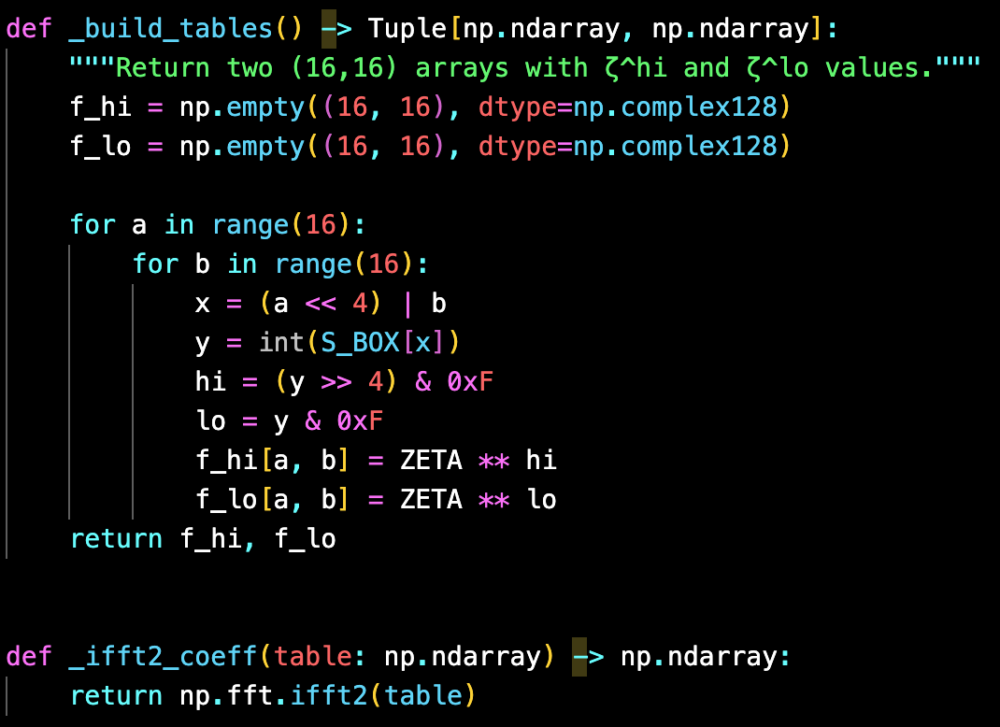 def _build_tables() -> Tuple[np.ndarray, np.ndarray]:
    """Return two (16,16) arrays with ζ^hi and ζ^lo values."""
    f_hi = np.empty((16, 16), dtype=np.complex128)
    f_lo = np.empty((16, 16), dtype=np.complex128)

    for a in range(16):
        for b in range(16):
            x = (a << 4) | b
            y = int(S_BOX[x])
            hi = (y >> 4) & 0xF
            lo = y & 0xF
            f_hi[a, b] = ZETA ** hi
            f_lo[a, b] = ZETA ** lo
    return f_hi, f_lo


def _ifft2_coeff(table: np.ndarray) -> np.ndarray:
    return np.fft.ifft2(table)